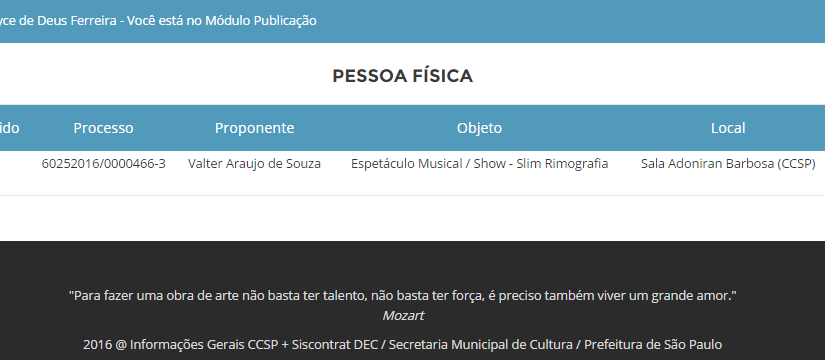 de Deus Ferreira - Você está no Módulo Publicação
PESSOA FÍSICA
Processo Proponente Objeto Local
60252016/0000466-3 Valter Araujo de Souza Espetáculo Musical / Show - Slim Rimografia Sala Adoniran Barbosa (CCSP)
"Para fazer uma obra de arte não basta ter talento, não basta ter força, é preciso também viver um grande amor."
Mozart
2016 @ Informações Gerais CCSP + Siscontrat DEC / Secretaria Municipal de Cultura / Prefeitura de São Paulo